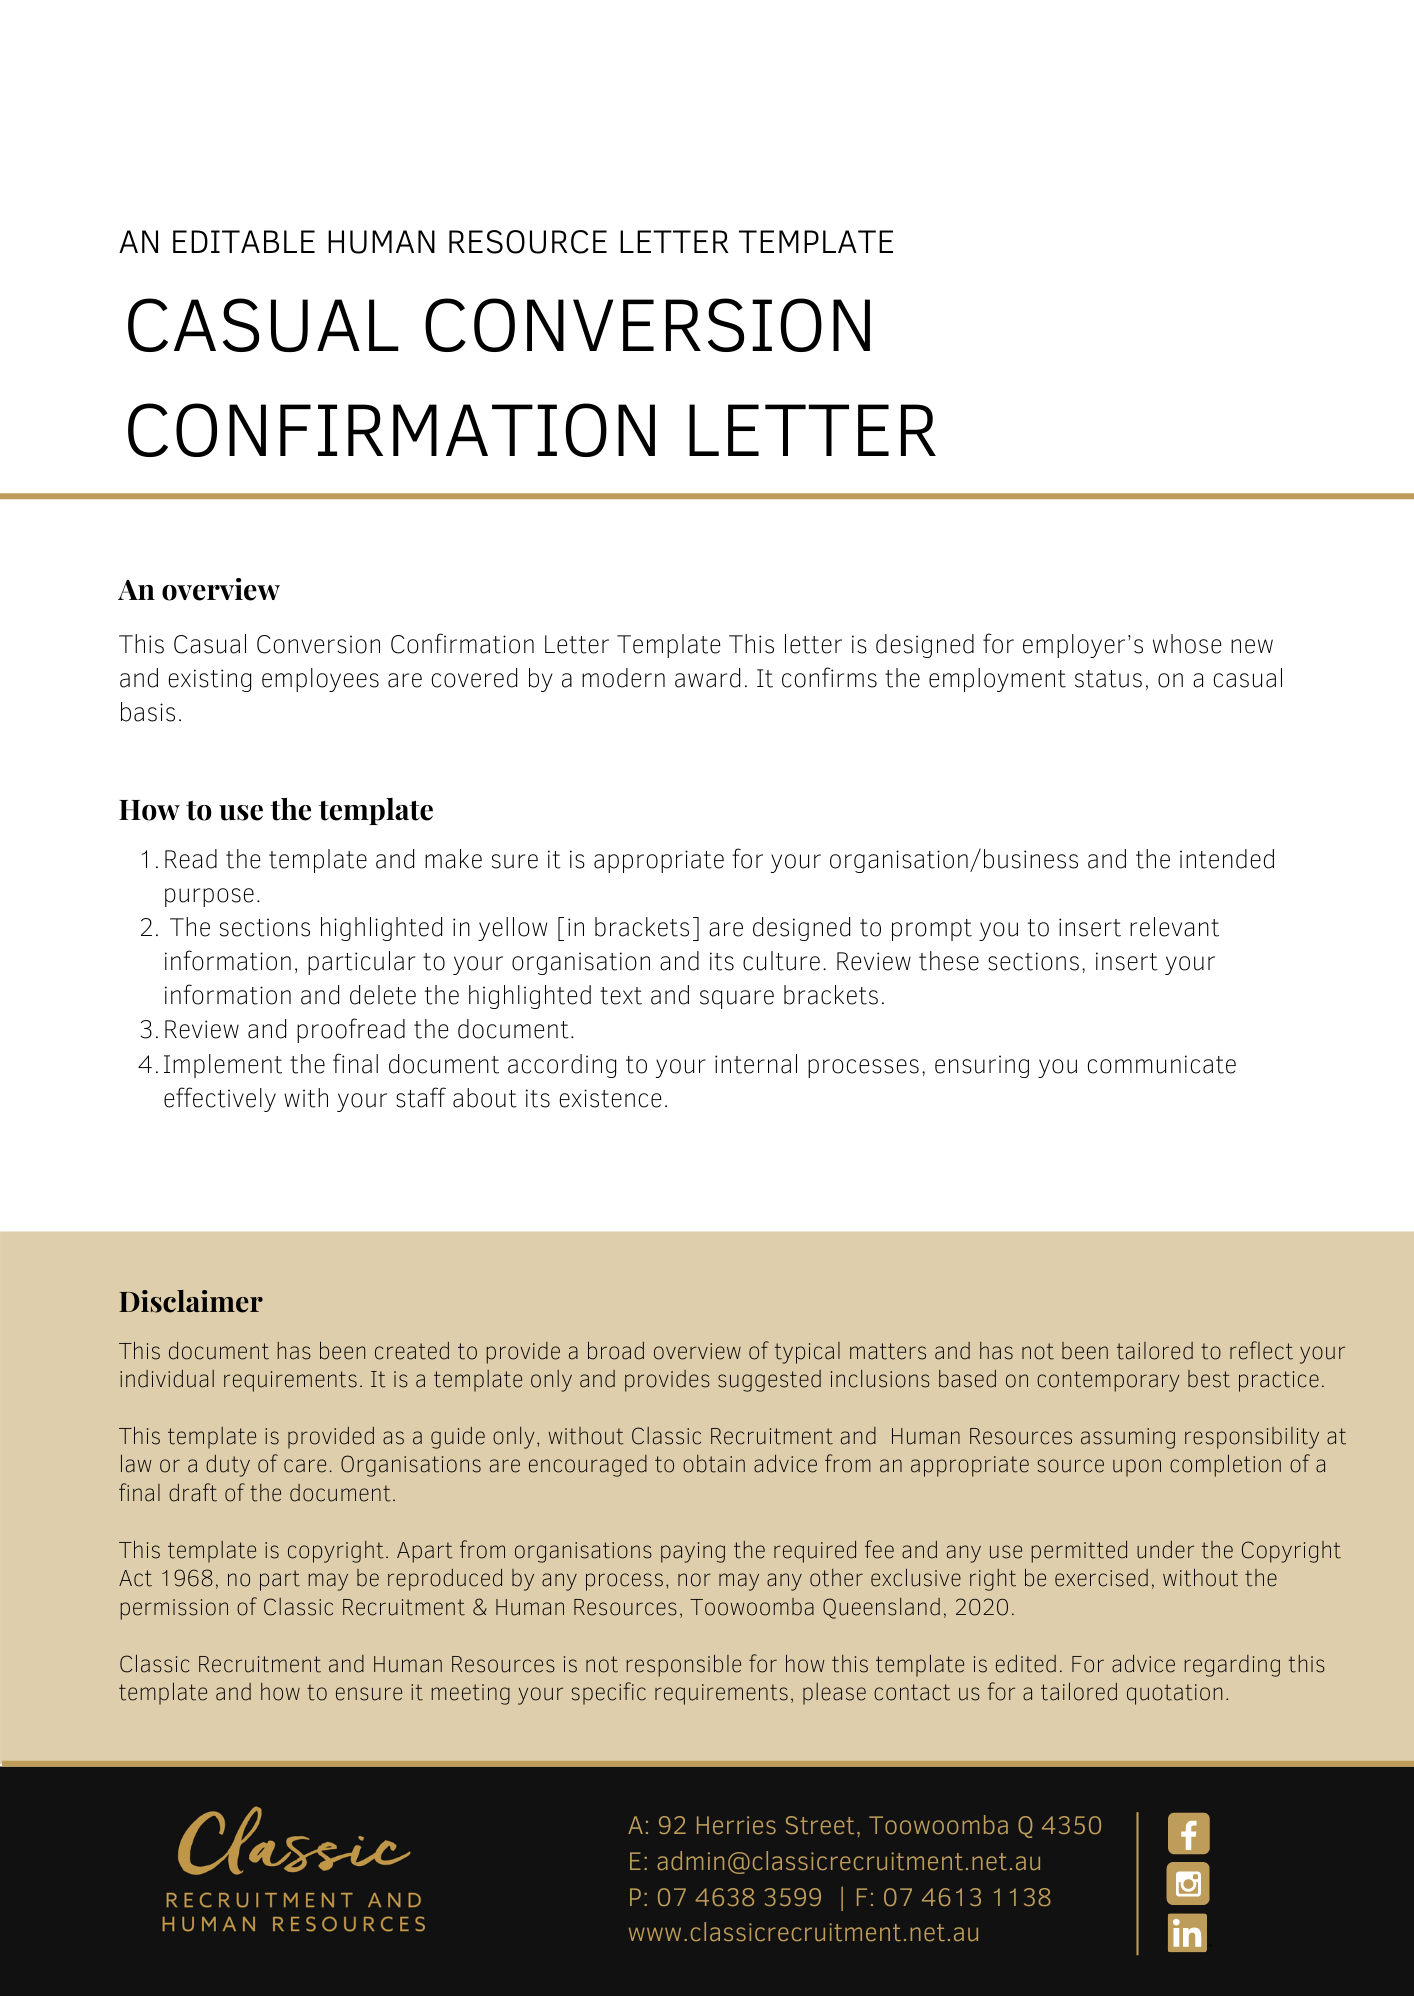 AN EDITABLE HUMAN RESOURCE LETTER TEMPLATE
CASUAL CONVERSION
CONFIRMATION LETTER
An overview
This Casual Conversion Confirmation Letter Template This letter is designed for employer's whose new
and existing employees are covered by a modern award. It confirms the employment status, on a casual
basis.
How to use the template
1. Read the template and make sure it is appropriate for your organisation/business and the intended
purpose.
2. The sections highlighted in yellow [in brackets] are designed to prompt you to insert relevant
information, particular to your organisation and its culture. Review these sections, insert your
information and delete the highlighted text and square brackets.
3. Review and proofread the document.
4. Implement the final document according to your internal processes, ensuring you communicate
effectively with your staff about its existence.
Disclaimer
This document has been created to provide a broad overview of typical matters and has not been tailored to reflect your
individual requirements. It is a template only and provides suggested inclusions based on contemporary best practice.
This template is provided as a guide only, without Classic Recruitment and Human Resources assuming responsibility at
law or a duty of care. Organisations are encouraged to obtain advice from an appropriate source upon completion of a
final draft of the document.
This template is copyright. Apart from organisations paying the required fee and any use permitted under the Copyright
Act 1968, no part may be reproduced by any process, nor may any other exclusive right be exercised, without the
permission of Classic Recruitment & Human Resources, Toowoomba Queensland, 2020.
Classic Recruitment and Human Resources is not responsible for how this template is edited. For advice regarding this
template and how to ensure it meeting your specific requirements, please contact us for a tailored quotation.
Classic
RECRUITMENT AND
HUMAN RESOURCES
A: 92 Herries Street, Toowoomba Q 4350
E: admin@classicrecruitment.net.au
P: 07 4638 3599 | F: 07 4613 1138
www.classicrecruitment.net.au